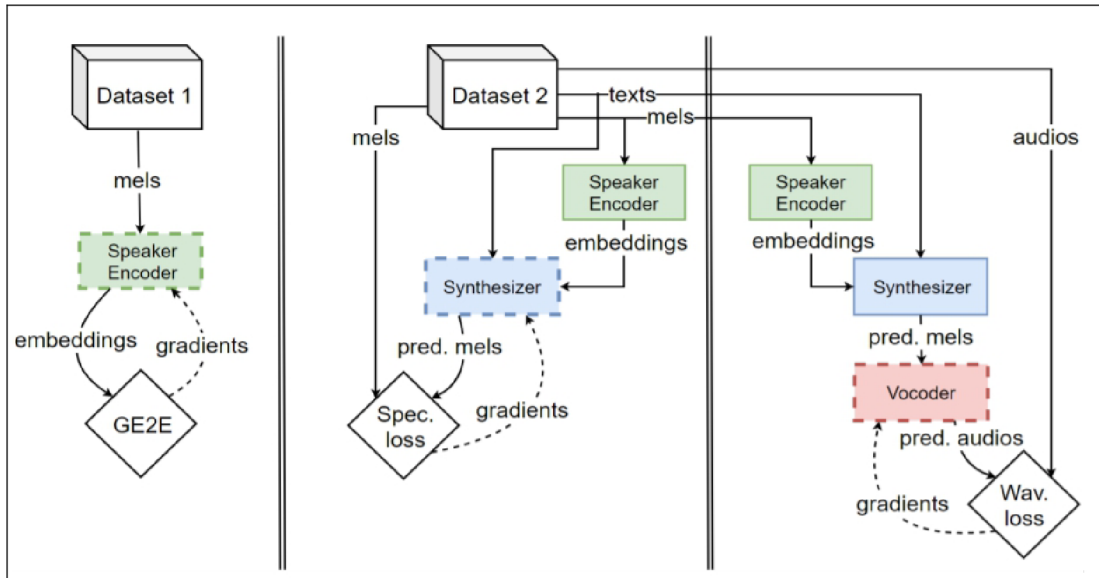 Dataset 1
mels
Speaker
Encoder
embeddings
gradients
GE2E
Dataset 2
mels
texts
mels
Speaker
Encoder
embeddings
Synthesizer
pred. mels
gradients
Spec.
loss
audios
Speaker
Encoder
embeddings
Synthesizer
pred. mels
Vocoder
pred. audios
gradients
Wav.
loss